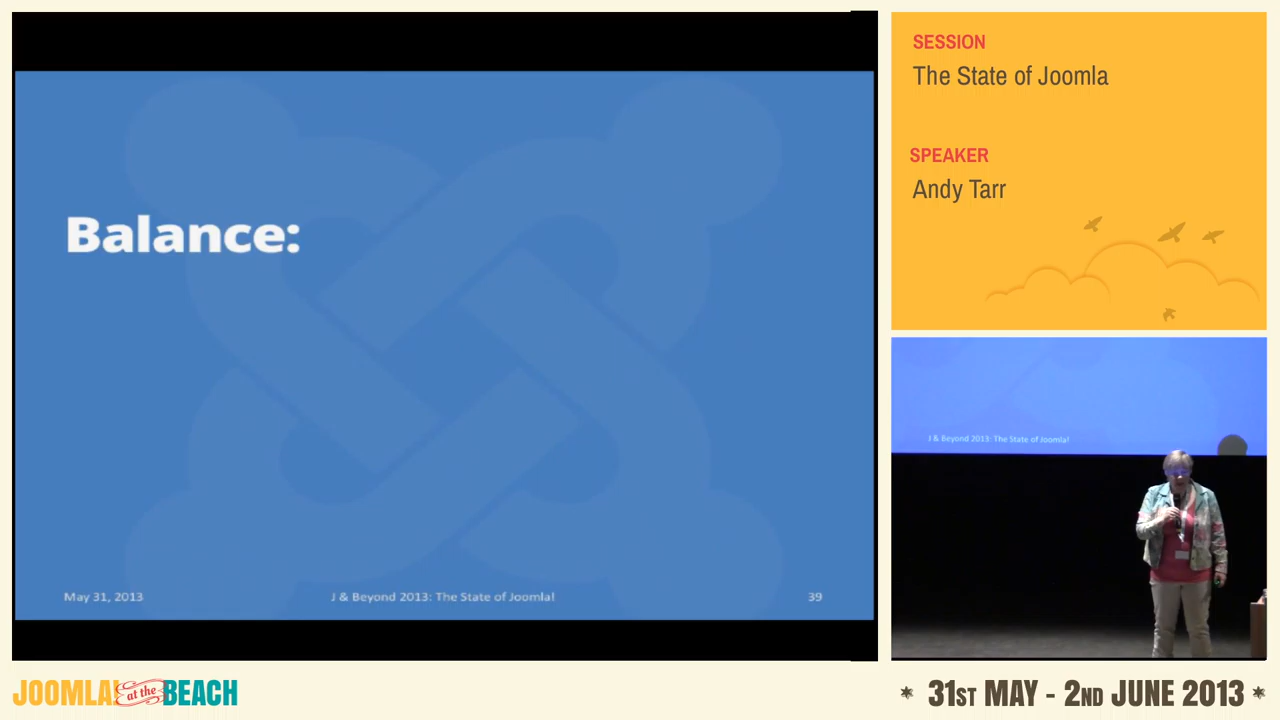 Balance:
May 31, 2013
J & Beyond 2013: The State of Joomla!
39
SESSION
The State of Joomla
SPEAKER
Andy Tarr
J & Beyond 2013: The State of Joomla!
JOOMLA! at the BEACH
* 31ST MAY - 2ND JUNE 2013 *